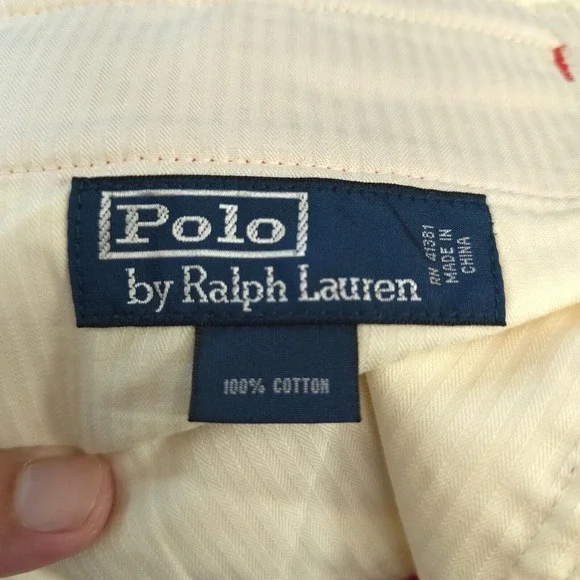 Polo
by Ralph Lauren
RN 41381
MADE IN
CHINA
100% COTTON